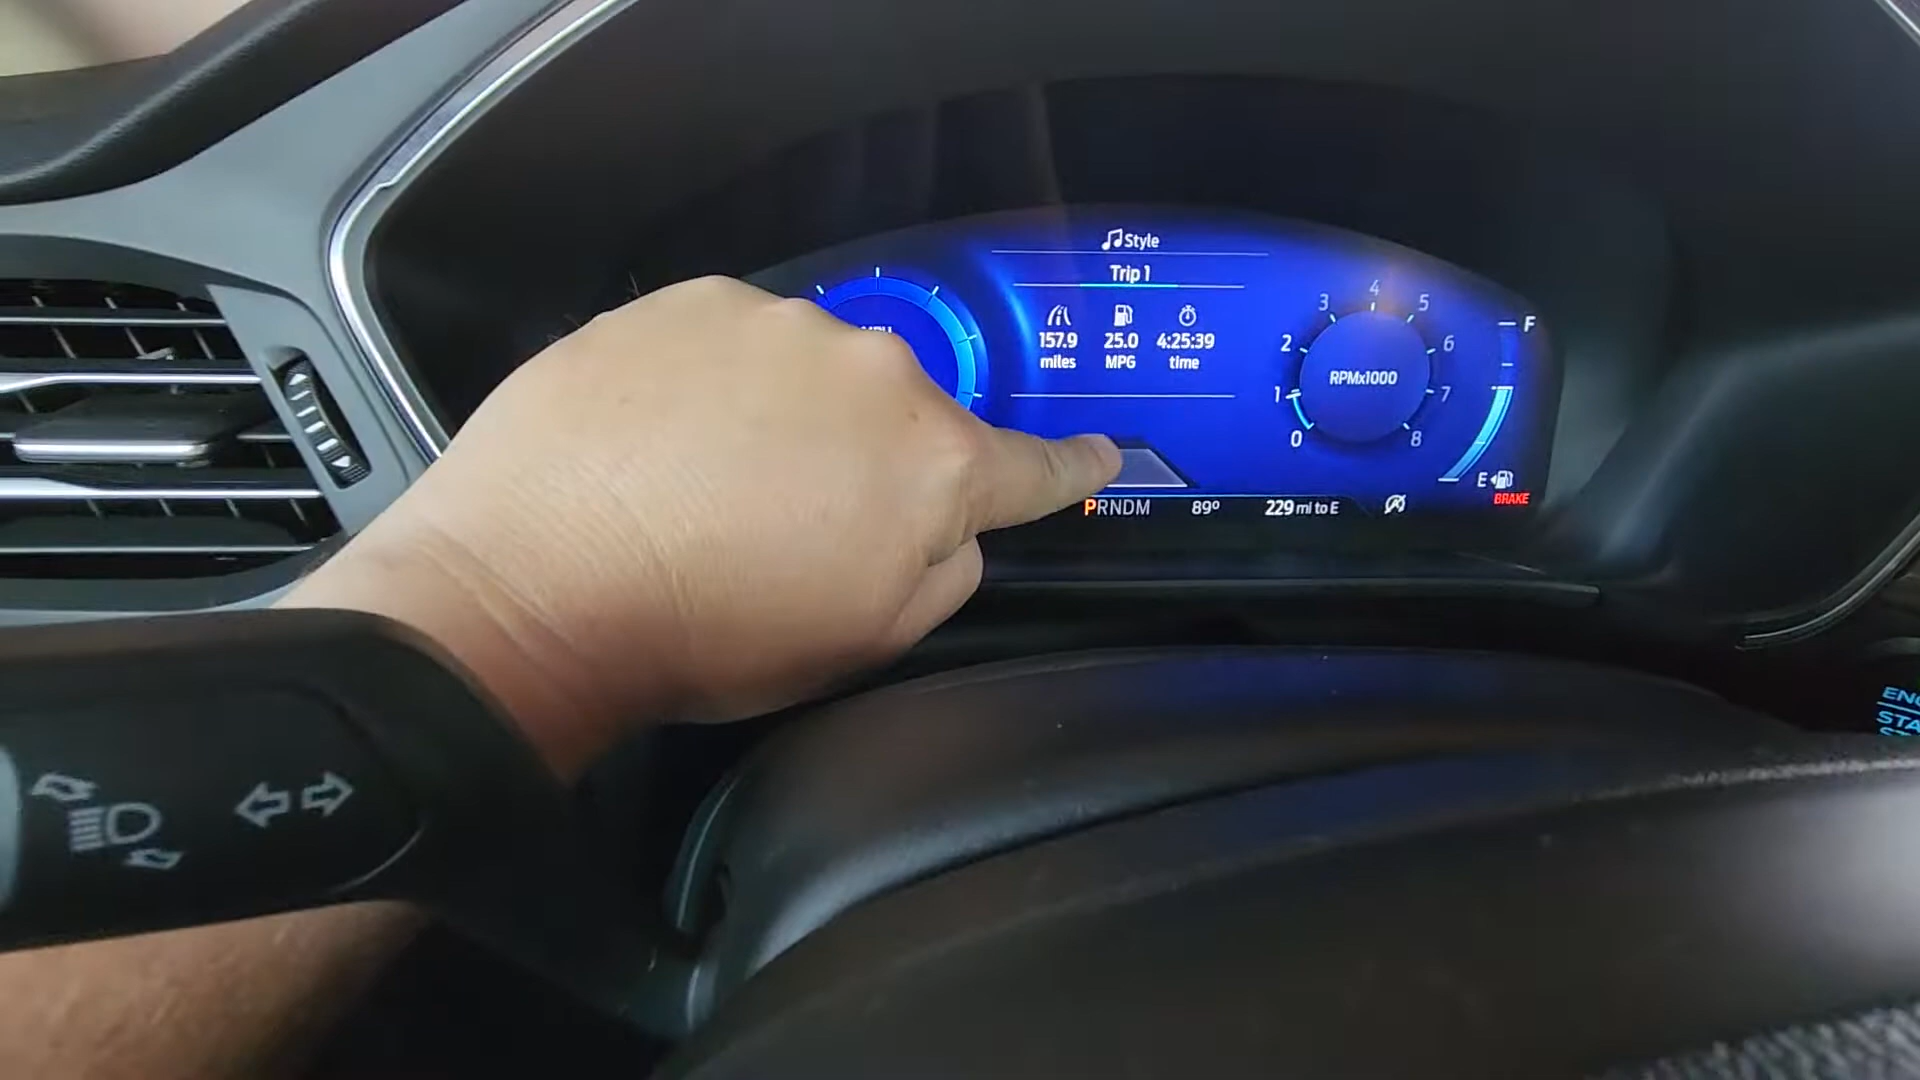 Style
Trip 1
157.9 25.0 4:25:39
miles MPG time
0 1 2 3 4 5 6 7 8
RPMx1000
F
E
BRAKE
PRNDM 89° 229 mi to E